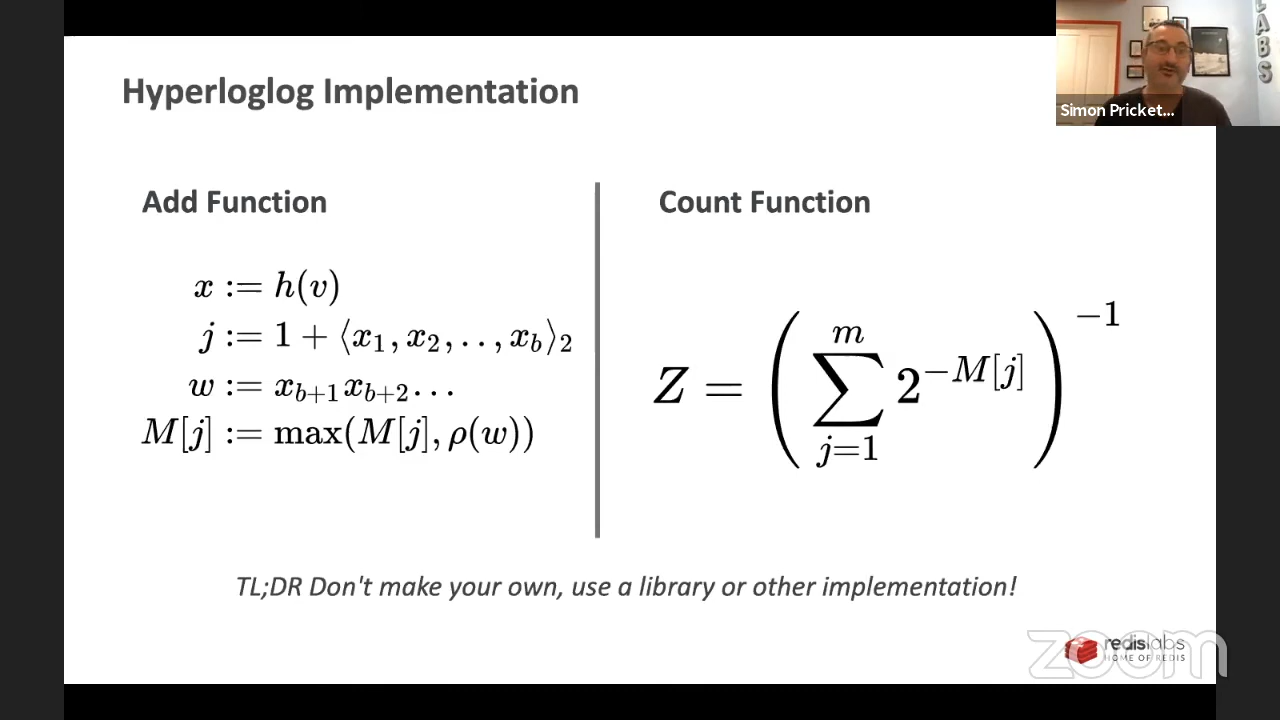 Hyperloglog Implementation
Simon Pricket...
LABS
Add Function
x := h(v)
j := 1 + ⟨x₁, x₂, . . , x_b⟩₂
w := x_{b+1}x_{b+2}...
M[j] := max(M[j], ρ(w))
Count Function
Z = (∑_{j=1}^{m} 2^{−M[j]})^{−1}
TL;DR Don't make your own, use a library or other implementation!
redislabs
HOME OF REDIS
zoom